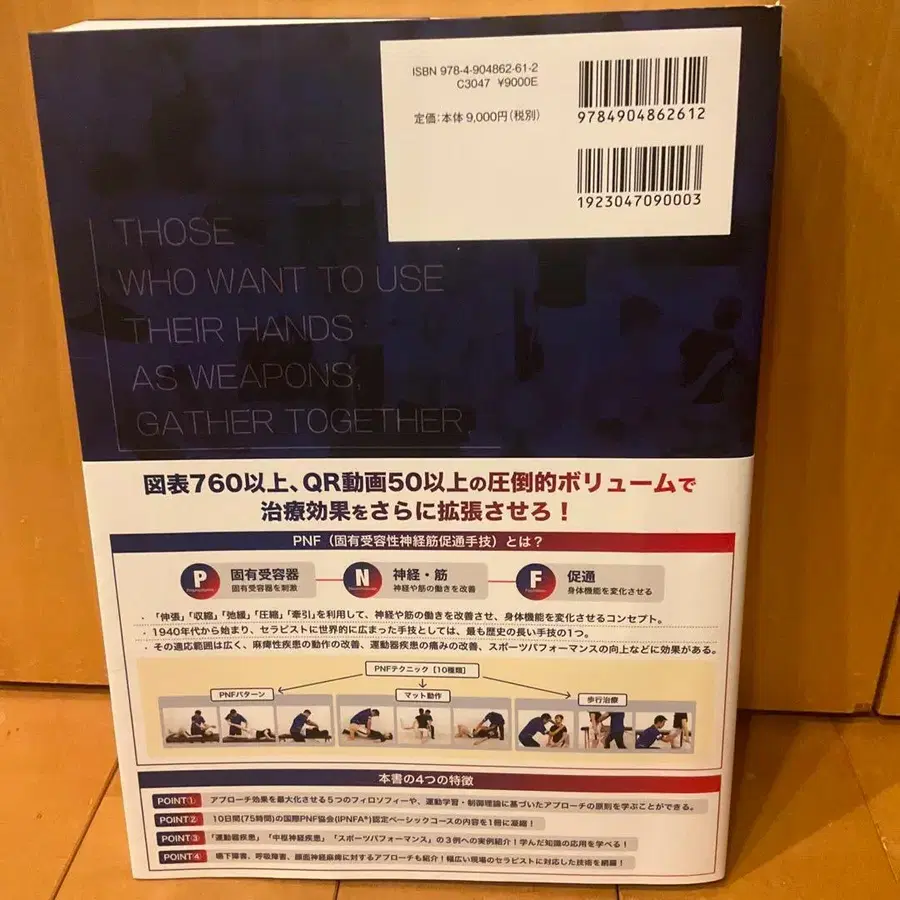 ISBN 978-4-904862-61-2
C3047 ¥9000E
定価:本体 9,000円(税別)
9784904862612
1923047090003
THOSE
WHO WANT TO USE
THEIR HANDS
AS WEAPONS,
GATHER TOGETHER.
図表760以上、QR動画50以上の圧倒的ボリュームで
治療効果をさらに拡張させろ!
PNF(固有受容性神経筋促通手技)とは?
P 固有受容器
固有受容器を刺激
N 神経・筋
神経や筋の働きを改善
F 促通
身体機能を変化させる
・「伸張」「収縮」「弛緩」「圧縮」「牽引」を利用して、神経や筋の働きを改善させ、身体機能を変化させるコンセプト。
・1940年代から始まり、セラピストに世界的に広まった手技としては、最も歴史の長い手技の1つ。
・その適応範囲は広く、麻痺性疾患の動作の改善、運動器疾患の痛みの改善、スポーツパフォーマンスの向上などに効果がある。
PNFテクニック[10種類]
PNFパターン
マット動作
歩行治療
本書の4つの特徴
POINT① アプローチ効果を最大化させる5つのフィロソフィーや、運動学習・制御理論に基づいたアプローチの原則を学ぶことができる。
POINT② 10日間(75時間)の国際PNF協会(IPNFA®)認定ベーシックコースの内容を1冊に凝縮!
POINT③ 「運動器疾患」「中枢神経疾患」「スポーツパフォーマンス」の3例への実例紹介!学んだ知識の応用を学べる!
POINT④ 嚥下障害、呼吸障害、顔面神経麻痺に対するアプローチも紹介!幅広い現場のセラピストに対応した技術を網羅!